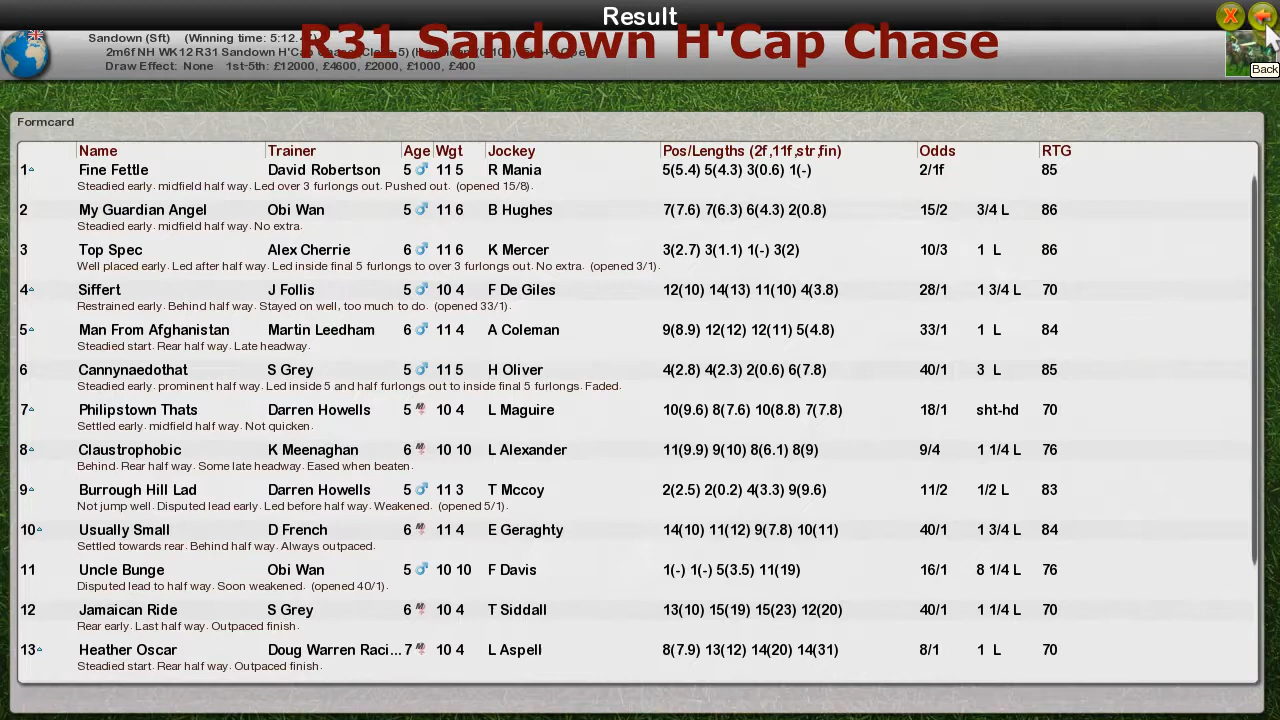 Result
R31 Sandown H'Cap Chase
Sandown (Sft) (Winning time: 5:12.
2m6f NH WK12 R31 Sandown H'Cap
Draw Effect: None 1st-5th: £12000, £4600, £2000, £1000, £400
Back
Formcard
Name Trainer Age Wgt Jockey Pos/Lengths (2f,11f,str,fin) Odds RTG
1 Fine Fettle David Robertson 5 11 5 R Mania 5(5.4) 5(4.3) 3(0.6) 1(-) 2/1f 85
Steadied early. midfield half way. Led over 3 furlongs out. Pushed out. (opened 15/8).
2 My Guardian Angel Obi Wan 5 11 6 B Hughes 7(7.6) 7(6.3) 6(4.3) 2(0.8) 15/2 3/4 L 86
Steadied early. midfield half way. No extra.
3 Top Spec Alex Cherrie 6 11 6 K Mercer 3(2.7) 3(1.1) 1(-) 3(2) 10/3 1 L 86
Well placed early. Led after half way. Led inside final 5 furlongs to over 3 furlongs out. No extra. (opened 3/1).
4 Siffert J Follis 5 10 4 F De Giles 12(10) 14(13) 11(10) 4(3.8) 28/1 1 3/4 L 70
Restrained early. Behind half way. Stayed on well, too much to do. (opened 33/1).
5 Man From Afghanistan Martin Leedham 6 11 4 A Coleman 9(8.9) 12(12) 12(11) 5(4.8) 33/1 1 L 84
Steadied start. Rear half way. Late headway.
6 Cannynaedothat S Grey 5 11 5 H Oliver 4(2.8) 4(2.3) 2(0.6) 6(7.8) 40/1 3 L 85
Steadied early. prominent half way. Led inside 5 and half furlongs out to inside final 5 furlongs. Faded.
7 Philipstown Thats Darren Howells 5 10 4 L Maguire 10(9.6) 8(7.6) 10(8.8) 7(7.8) 18/1 sht-hd 70
Settled early. midfield half way. Not quicken.
8 Claustrophobic K Meenaghan 6 10 10 L Alexander 11(9.9) 9(10) 8(6.1) 8(9) 9/4 1 1/4 L 76
Behind. Rear half way. Some late headway. Eased when beaten.
9 Burrough Hill Lad Darren Howells 5 11 3 T Mccoy 2(2.5) 2(0.2) 4(3.3) 9(9.6) 11/2 1/2 L 83
Not jump well. Disputed lead early. Led before half way. Weakened. (opened 5/1).
10 Usually Small D French 6 11 4 E Geraghty 14(10) 11(12) 9(7.8) 10(11) 40/1 1 3/4 L 84
Settled towards rear. Behind half way. Always outpaced.
11 Uncle Bunge Obi Wan 5 10 10 F Davis 1(-) 1(-) 5(3.5) 11(19) 16/1 8 1/4 L 76
Disputed lead to half way. Soon weakened. (opened 40/1).
12 Jamaican Ride S Grey 6 10 4 T Siddall 13(10) 15(19) 15(23) 12(20) 40/1 1 1/4 L 70
Rear early. Last half way. Outpaced finish.
13 Heather Oscar Doug Warren Raci... 7 10 4 L Aspell 8(7.9) 13(12) 14(20) 14(31) 8/1 1 L 70
Steadied start. Rear half way. Outpaced finish.